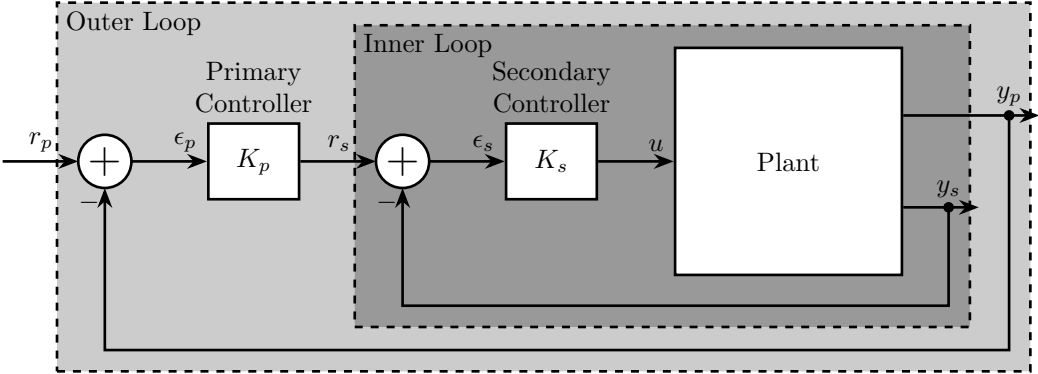 Outer Loop
Inner Loop
Primary
Controller
Secondary
Controller
r_p
+
−
ϵ_p
K_p
r_s
+
−
ϵ_s
K_s
u
Plant
y_p
y_s